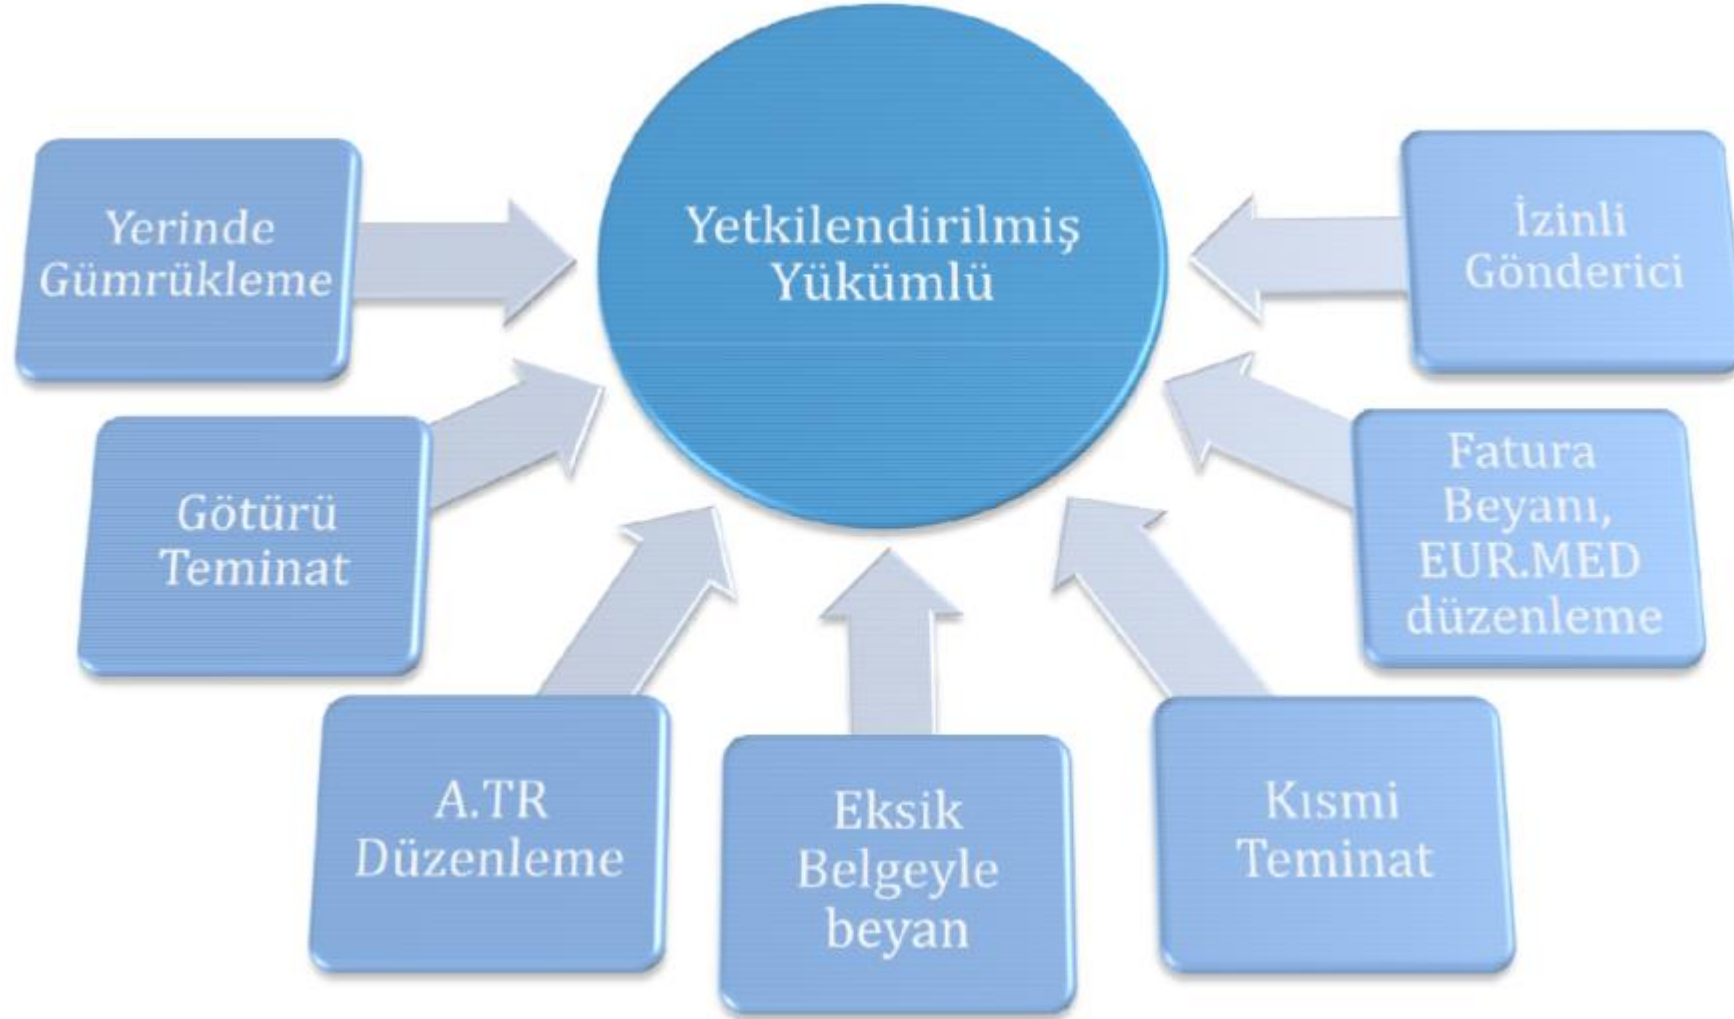 Yetkilendirilmiş
Yükümlü
Yerinde
Gümrükleme
Götürü
Teminat
A.TR
Düzenleme
Eksik
Belgeyle
beyan
Kısmi
Teminat
Fatura
Beyanı,
EUR.MED
düzenleme
İzinli
Gönderici